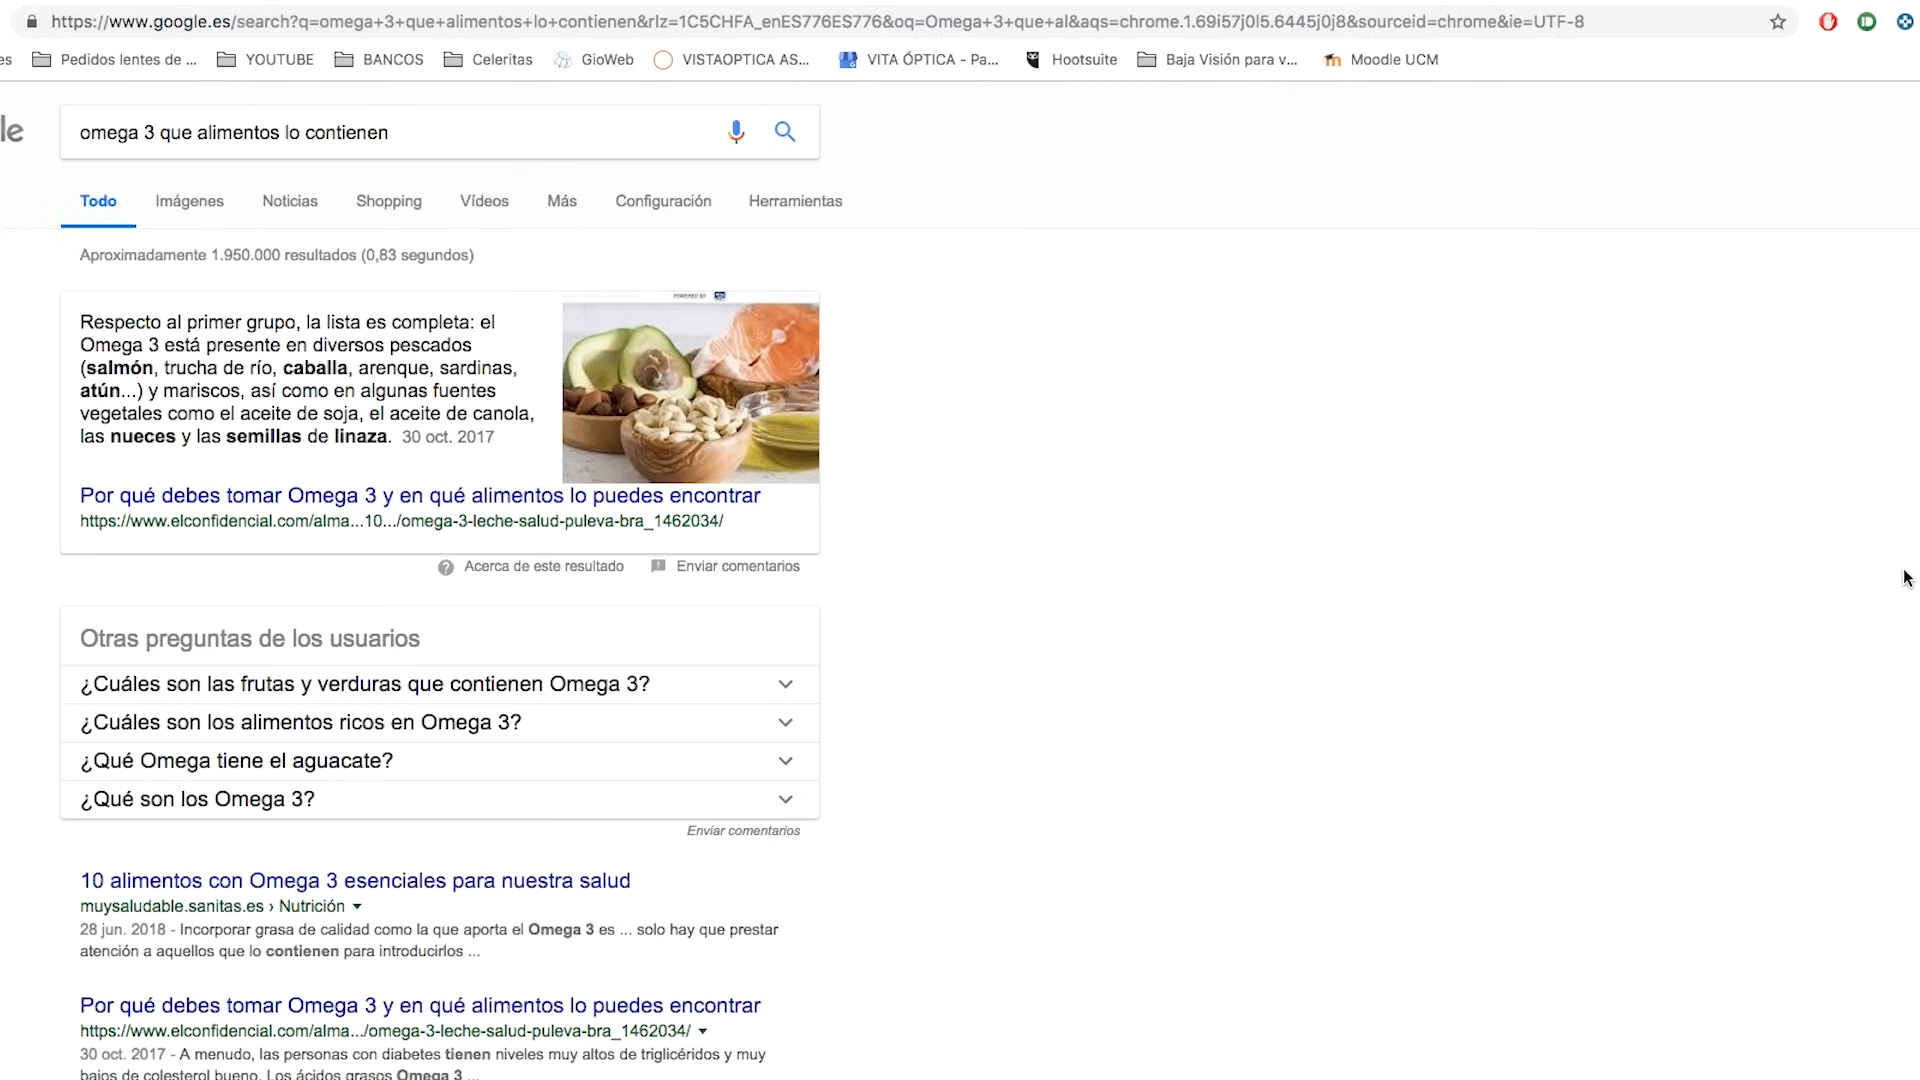 https://www.google.es/search?q=omega+3+que+alimentos+lo+contienen&rlz=1C5CHFA_enES776ES776&oq=Omega+3+que+al&aqs=chrome.1.69i57j0l5.6445j0j8&sourceid=chrome&ie=UTF-8
es Pedidos lentes de ... YOUTUBE BANCOS Celeritas GioWeb VISTAOPTICA AS... VITA ÓPTICA - Pa... Hootsuite Baja Visión para v... Moodle UCM
le omega 3 que alimentos lo contienen
Todo Imágenes Noticias Shopping Vídeos Más Configuración Herramientas
Aproximadamente 1.950.000 resultados (0,83 segundos)
POWERED BY
Respecto al primer grupo, la lista es completa: el
Omega 3 está presente en diversos pescados
(salmón, trucha de río, caballa, arenque, sardinas,
atún...) y mariscos, así como en algunas fuentes
vegetales como el aceite de soja, el aceite de canola,
las nueces y las semillas de linaza. 30 oct. 2017
Por qué debes tomar Omega 3 y en qué alimentos lo puedes encontrar
https://www.elconfidencial.com/alma...10.../omega-3-leche-salud-puleva-bra_1462034/
Acerca de este resultado Enviar comentarios
Otras preguntas de los usuarios
¿Cuáles son las frutas y verduras que contienen Omega 3?
¿Cuáles son los alimentos ricos en Omega 3?
¿Qué Omega tiene el aguacate?
¿Qué son los Omega 3?
Enviar comentarios
10 alimentos con Omega 3 esenciales para nuestra salud
muysaludable.sanitas.es › Nutrición
28 jun. 2018 - Incorporar grasa de calidad como la que aporta el Omega 3 es ... solo hay que prestar
atención a aquellos que lo contienen para introducirlos ...
Por qué debes tomar Omega 3 y en qué alimentos lo puedes encontrar
https://www.elconfidencial.com/alma.../omega-3-leche-salud-puleva-bra_1462034/
30 oct. 2017 - A menudo, las personas con diabetes tienen niveles muy altos de triglicéridos y muy
bajos de colesterol bueno. Los ácidos grasos Omega 3 ...